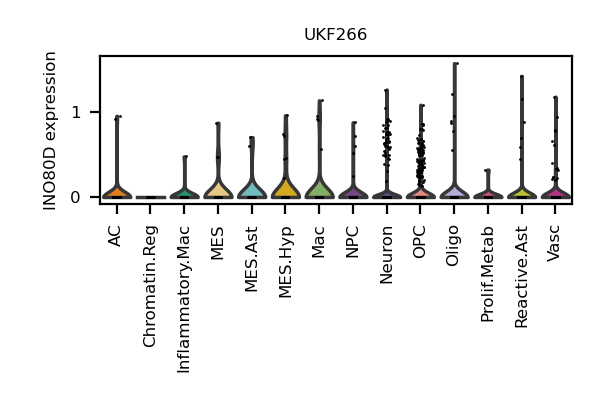 UKF266
INO80D expression
1
0
AC
Chromatin.Reg
Inflammatory.Mac
MES
MES.Ast
MES.Hyp
Mac
NPC
Neuron
OPC
Oligo
Prolif.Metab
Reactive.Ast
Vasc